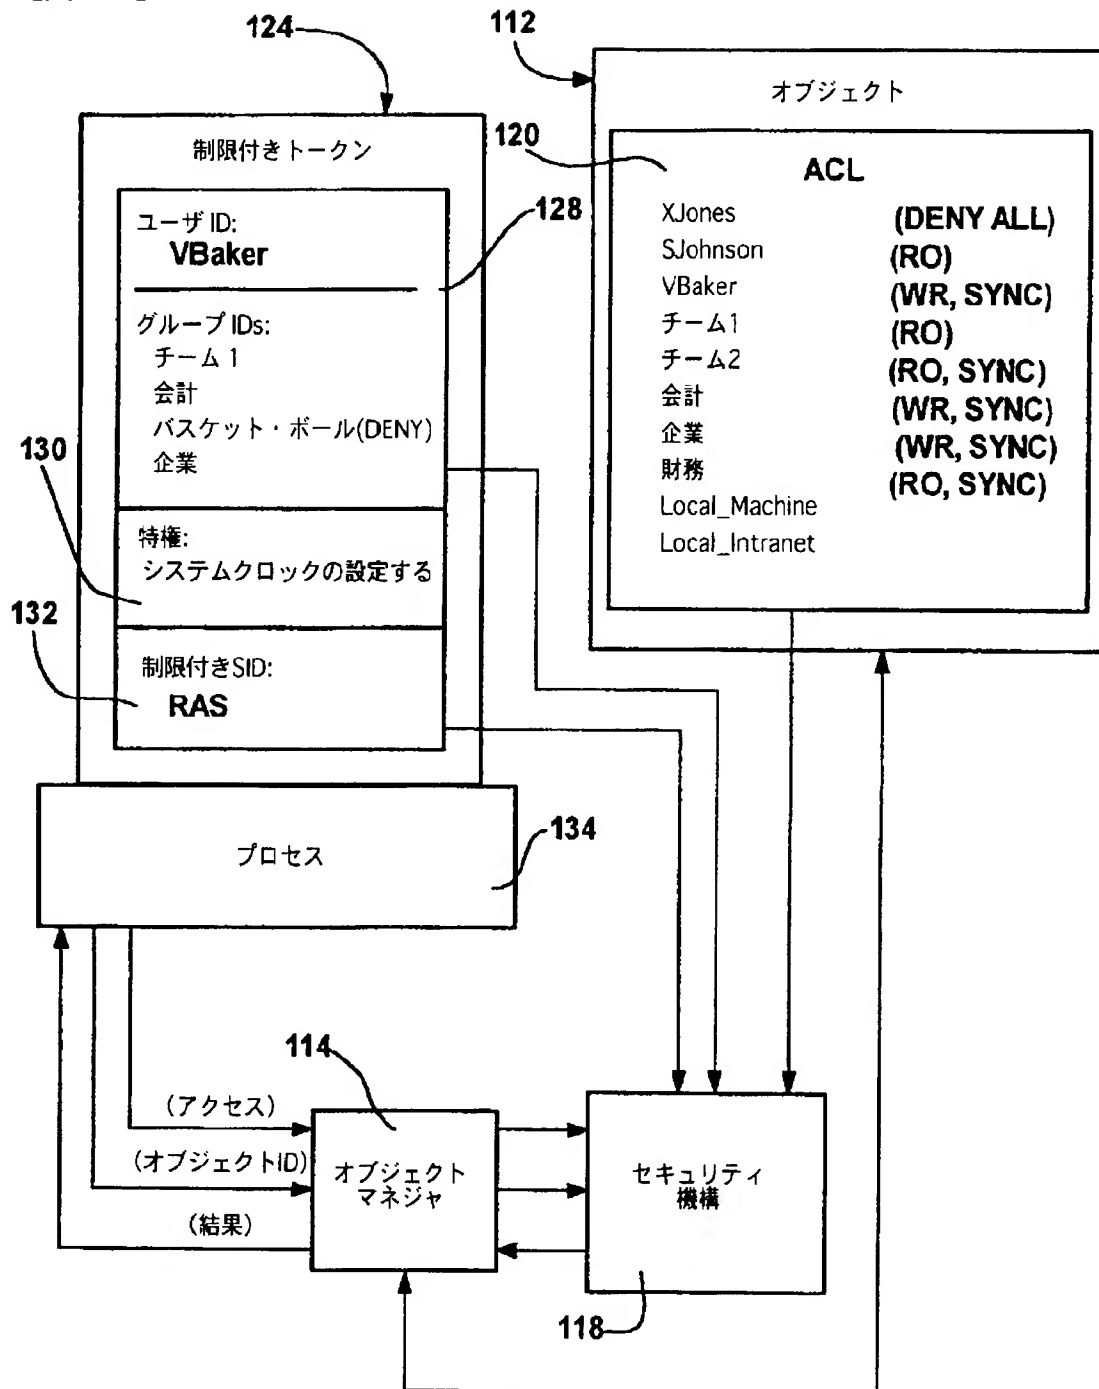 124
112
制限付きトークン
ユーザ ID:
VBaker
128
グループ IDs:
チーム 1
会計
バスケット・ボール(DENY)
企業
130
特権:
システムクロックの設定する
132
制限付きSID:
RAS
オブジェクト
120
ACL
XJones (DENY ALL)
SJohnson (RO)
VBaker (WR, SYNC)
チーム1 (RO)
チーム2 (RO, SYNC)
会計 (WR, SYNC)
企業 (WR, SYNC)
財務 (RO, SYNC)
Local_Machine
Local_Intranet
プロセス
134
114
(アクセス)
(オブジェクトID)
(結果)
オブジェクト
マネジャ
セキュリティ
機構
118